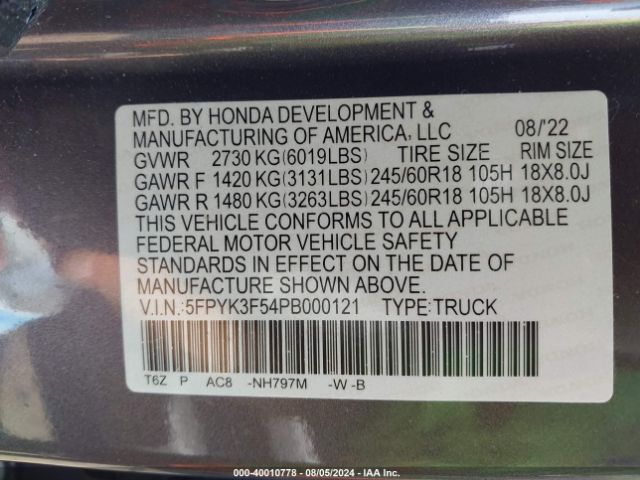 MFD. BY HONDA DEVELOPMENT &
MANUFACTURING OF AMERICA, LLC 08/'22
GVWR 2730 KG(6019LBS) TIRE SIZE RIM SIZE
GAWR F 1420 KG(3131LBS) 245/60R18 105H 18X8.0J
GAWR R 1480 KG(3263LBS) 245/60R18 105H 18X8.0J
THIS VEHICLE CONFORMS TO ALL APPLICABLE
FEDERAL MOTOR VEHICLE SAFETY
STANDARDS IN EFFECT ON THE DATE OF
MANUFACTURE SHOWN ABOVE.
V.I.N.:5FPYK3F54PB000121 TYPE:TRUCK
T6Z P AC8 -NH797M -W -B
000-40010778 - 08/05/2024 - IAA Inc.